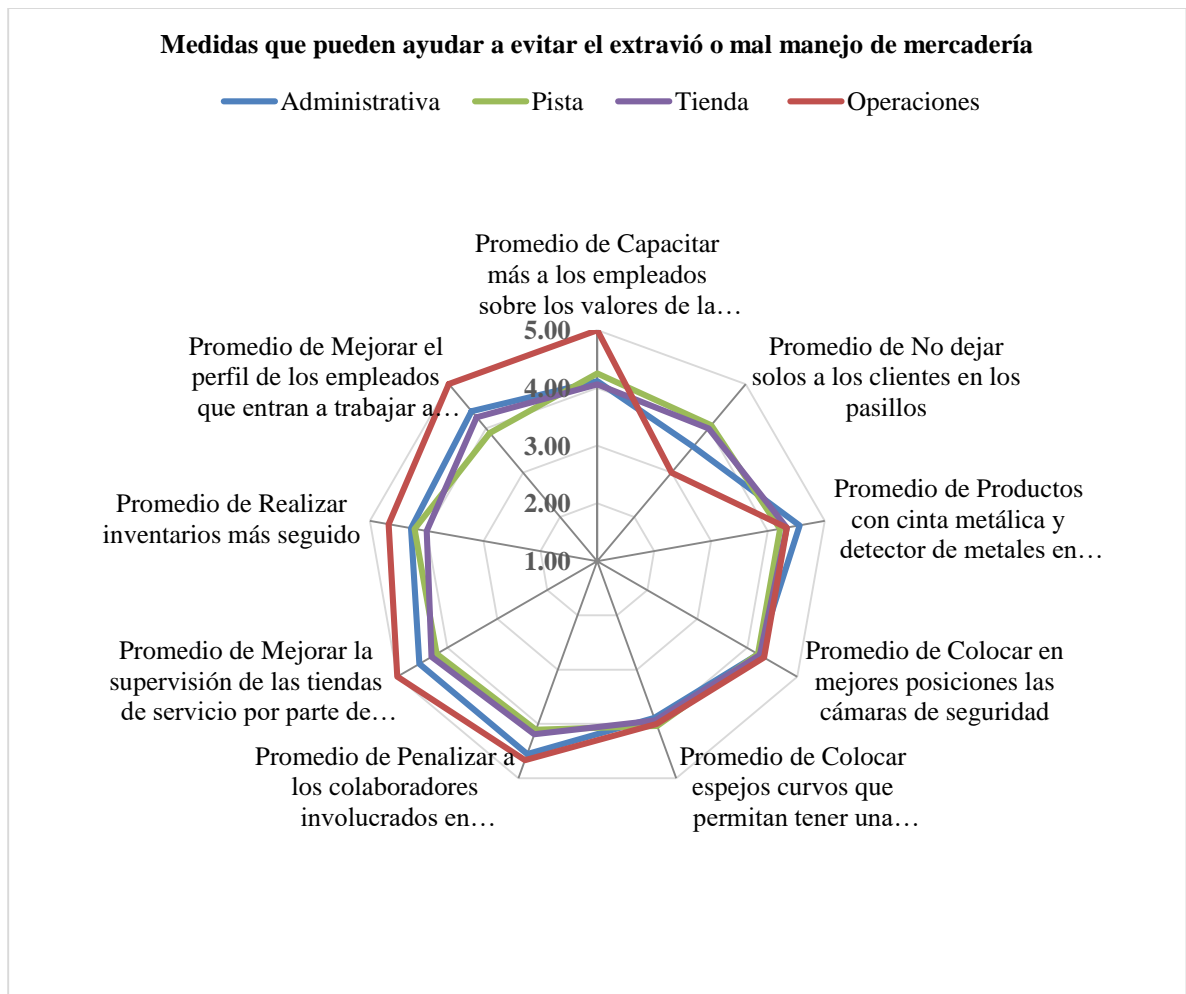 Medidas que pueden ayudar a evitar el extravió o mal manejo de mercadería
Administrativa
Pista
Tienda
Operaciones
Promedio de Capacitar
más a los empleados
sobre los valores de la…
Promedio de No dejar
solos a los clientes en los
pasillos
Promedio de Productos
con cinta metálica y
detector de metales en…
Promedio de Colocar en
mejores posiciones las
cámaras de seguridad
Promedio de Colocar
espejos curvos que
permitan tener una…
Promedio de Penalizar a
los colaboradores
involucrados en…
Promedio de Mejorar la
supervisión de las tiendas
de servicio por parte de…
Promedio de Realizar
inventarios más seguido
Promedio de Mejorar el
perfil de los empleados
que entran a trabajar a…
5.00
4.00
3.00
2.00
1.00